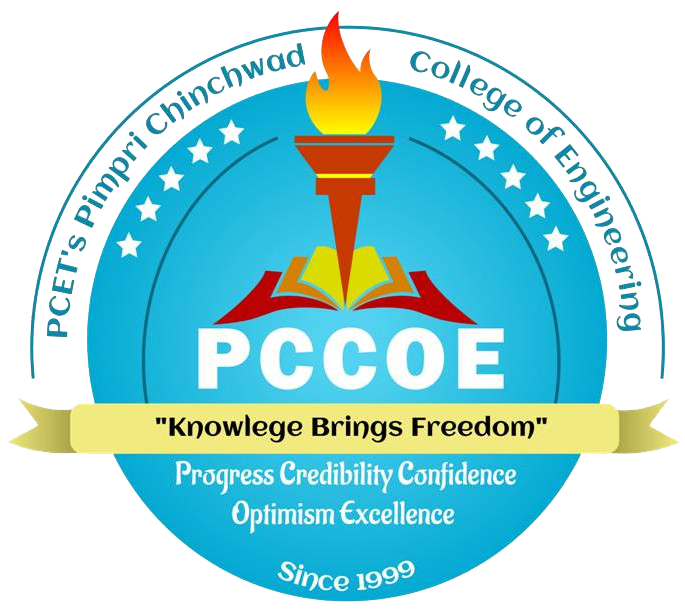 PCET's Pimpri Chinchwad College of Engineering
PCCOE
"Knowlege Brings Freedom"
Progress Credibility Confidence
Optimism Excellence
Since 1999